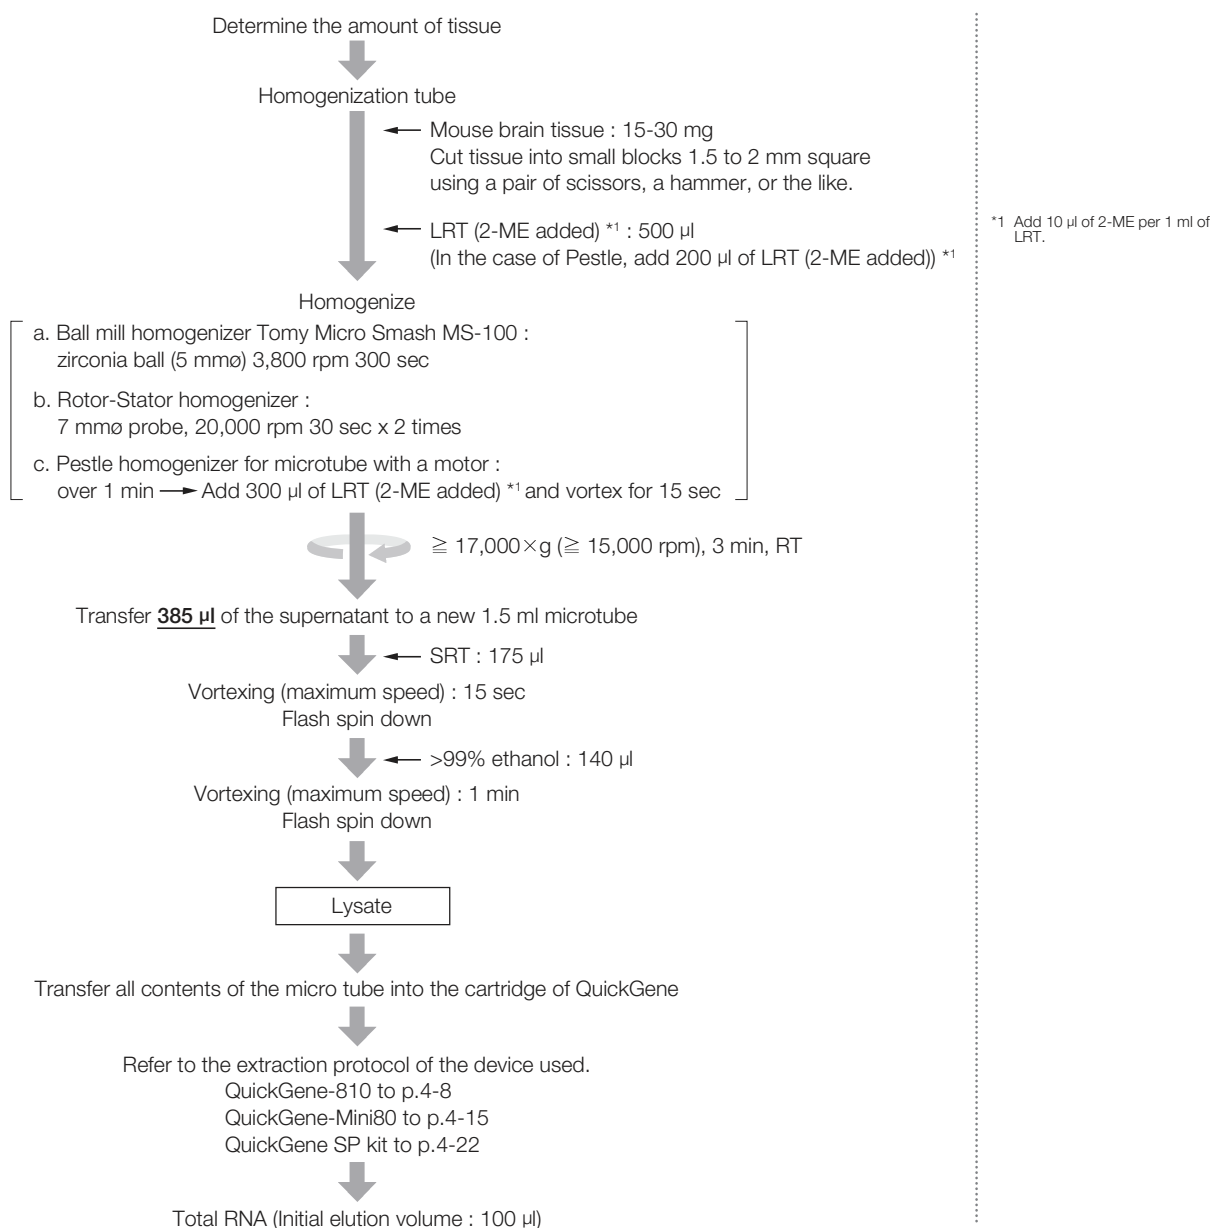 Determine the amount of tissue
Homogenization tube
Mouse brain tissue : 15-30 mg
Cut tissue into small blocks 1.5 to 2 mm square
using a pair of scissors, a hammer, or the like.
LRT (2-ME added) *1 : 500 µl
(In the case of Pestle, add 200 µl of LRT (2-ME added)) *1
*1 Add 10 µl of 2-ME per 1 ml of
LRT.
Homogenize
a. Ball mill homogenizer Tomy Micro Smash MS-100 :
zirconia ball (5 mmø) 3,800 rpm 300 sec
b. Rotor-Stator homogenizer :
7 mmø probe, 20,000 rpm 30 sec x 2 times
c. Pestle homogenizer for microtube with a motor :
over 1 min → Add 300 µl of LRT (2-ME added) *1 and vortex for 15 sec
≧ 17,000×g (≧ 15,000 rpm), 3 min, RT
Transfer 385 µl of the supernatant to a new 1.5 ml microtube
SRT : 175 µl
Vortexing (maximum speed) : 15 sec
Flash spin down
>99% ethanol : 140 µl
Vortexing (maximum speed) : 1 min
Flash spin down
Lysate
Transfer all contents of the micro tube into the cartridge of QuickGene
Refer to the extraction protocol of the device used.
QuickGene-810 to p.4-8
QuickGene-Mini80 to p.4-15
QuickGene SP kit to p.4-22
Total RNA (Initial elution volume : 100 µl)